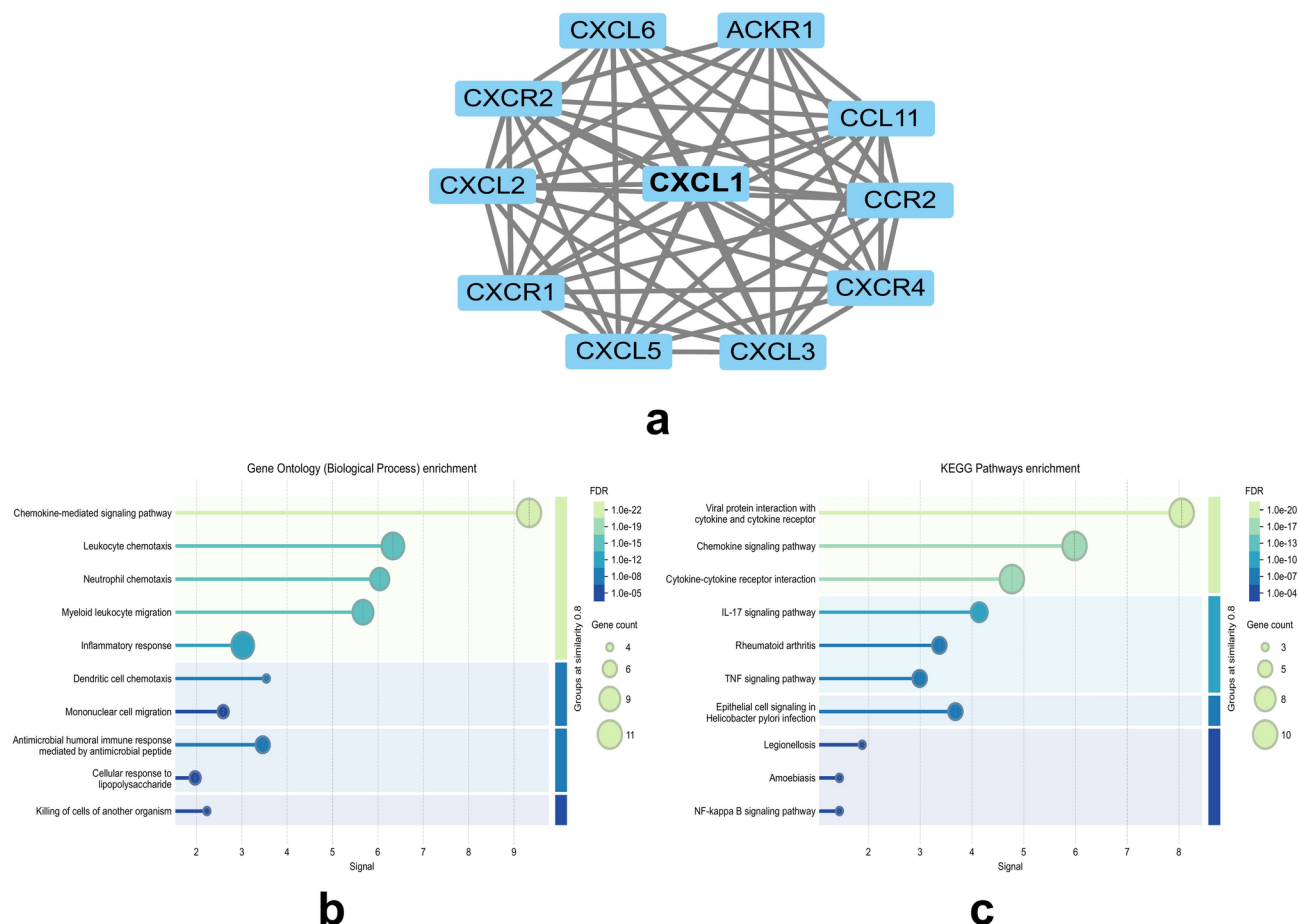 CXCL6
ACKR1
CXCR2
CCL11
CXCL1
CXCL2
CCR2
CXCR1
CXCR4
CXCL5
CXCL3
a
Gene Ontology (Biological Process) enrichment
Chemokine-mediated signaling pathway
Leukocyte chemotaxis
Neutrophil chemotaxis
Myeloid leukocyte migration
Inflammatory response
Dendritic cell chemotaxis
Mononuclear cell migration
Antimicrobial humoral immune response
mediated by antimicrobial peptide
Cellular response to
lipopolysaccharide
Killing of cells of another organism
2 3 4 5 6 7 8 9
Signal
Groups at similarity 0.8
FDR
1.0e-22
1.0e-19
1.0e-15
1.0e-12
1.0e-08
1.0e-05
Gene count
4
6
9
11
b
KEGG Pathways enrichment
Viral protein interaction with
cytokine and cytokine receptor
Chemokine signaling pathway
Cytokine-cytokine receptor interaction
IL-17 signaling pathway
Rheumatoid arthritis
TNF signaling pathway
Epithelial cell signaling in
Helicobacter pylori infection
Legionellosis
Amoebiasis
NF-kappa B signaling pathway
2 3 4 5 6 7 8
Signal
Groups at similarity 0.8
FDR
1.0e-20
1.0e-17
1.0e-13
1.0e-10
1.0e-07
1.0e-04
Gene count
3
5
8
10
c